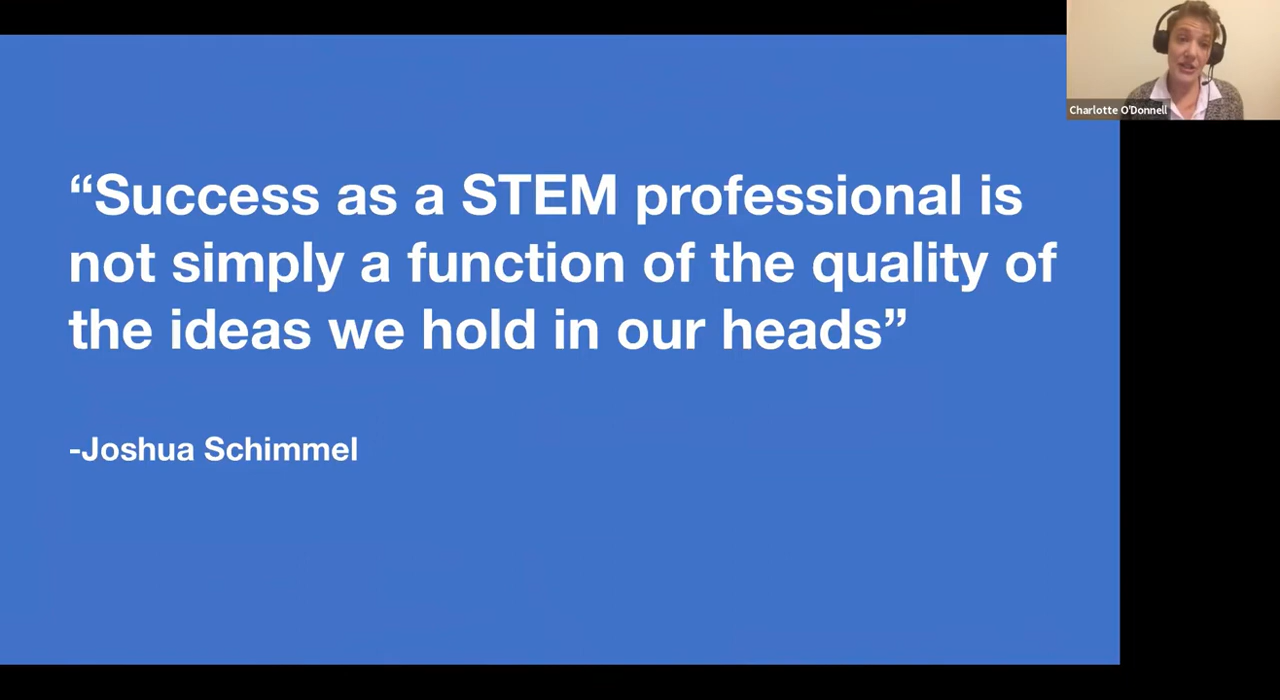 Charlotte O'Donnell
“Success as a STEM professional is
not simply a function of the quality of
the ideas we hold in our heads”
-Joshua Schimmel